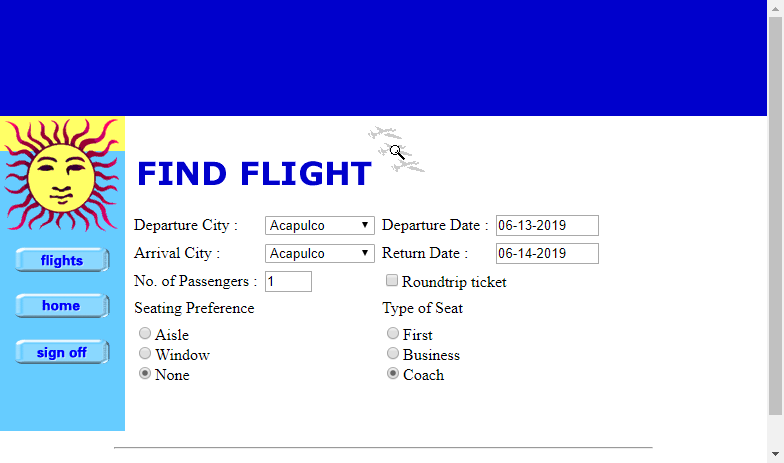 FIND FLIGHT
flights
home
sign off
Departure City : Acapulco Departure Date : 06-13-2019
Arrival City : Acapulco Return Date : 06-14-2019
No. of Passengers : 1 Roundtrip ticket
Seating Preference Type of Seat
Aisle First
Window Business
None Coach